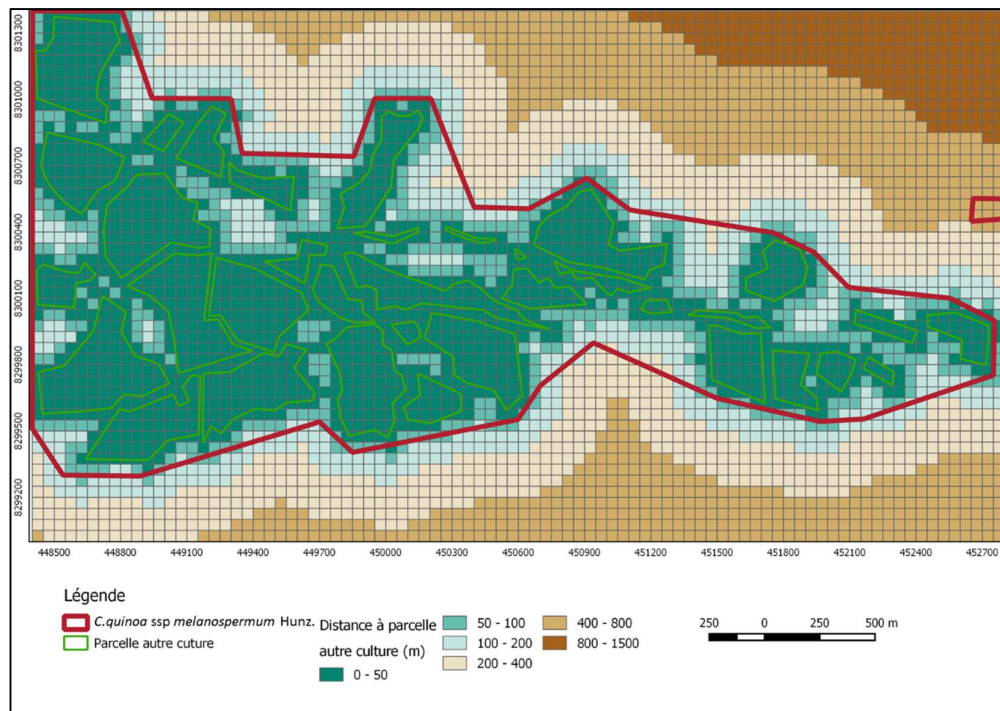 8301300
8301000
8300700
8300400
8300100
8299800
8299500
8299200
448500 448800 449100 449400 449700 450000 450300 450600 450900 451200 451500 451800 452100 452400 452700
Légende
C.quinoa ssp melanospermum Hunz.
Parcelle autre cuture
Distance à parcelle
autre culture (m)
0 - 50
50 - 100
100 - 200
200 - 400
400 - 800
800 - 1500
250 0 250 500 m